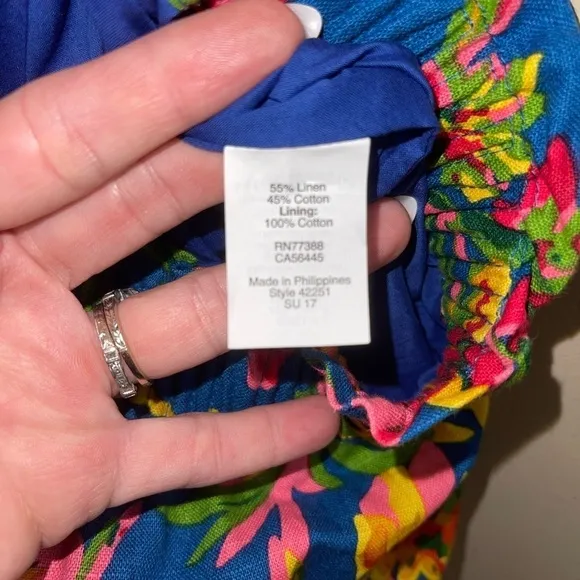 55% Linen
45% Cotton
Lining:
100% Cotton
RN77388
CA56445
Made in Philippines
Style 42251
SU 17